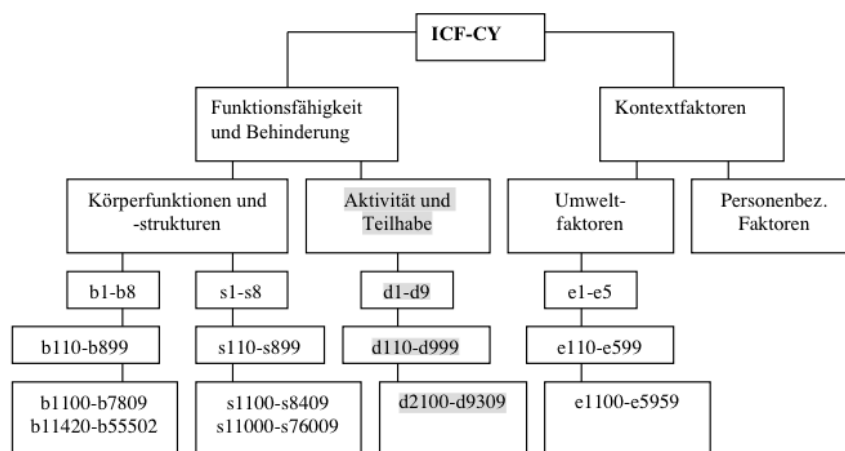 ICF-CY
Funktionsfähigkeit
und Behinderung
Kontextfaktoren
Körperfunktionen und
-strukturen
Aktivität und
Teilhabe
Umwelt-
faktoren
Personenbez.
Faktoren
b1-b8
s1-s8
d1-d9
e1-e5
b110-b899
s110-s899
d110-d999
e110-e599
b1100-b7809
b11420-b55502
s1100-s8409
s11000-s76009
d2100-d9309
e1100-e5959